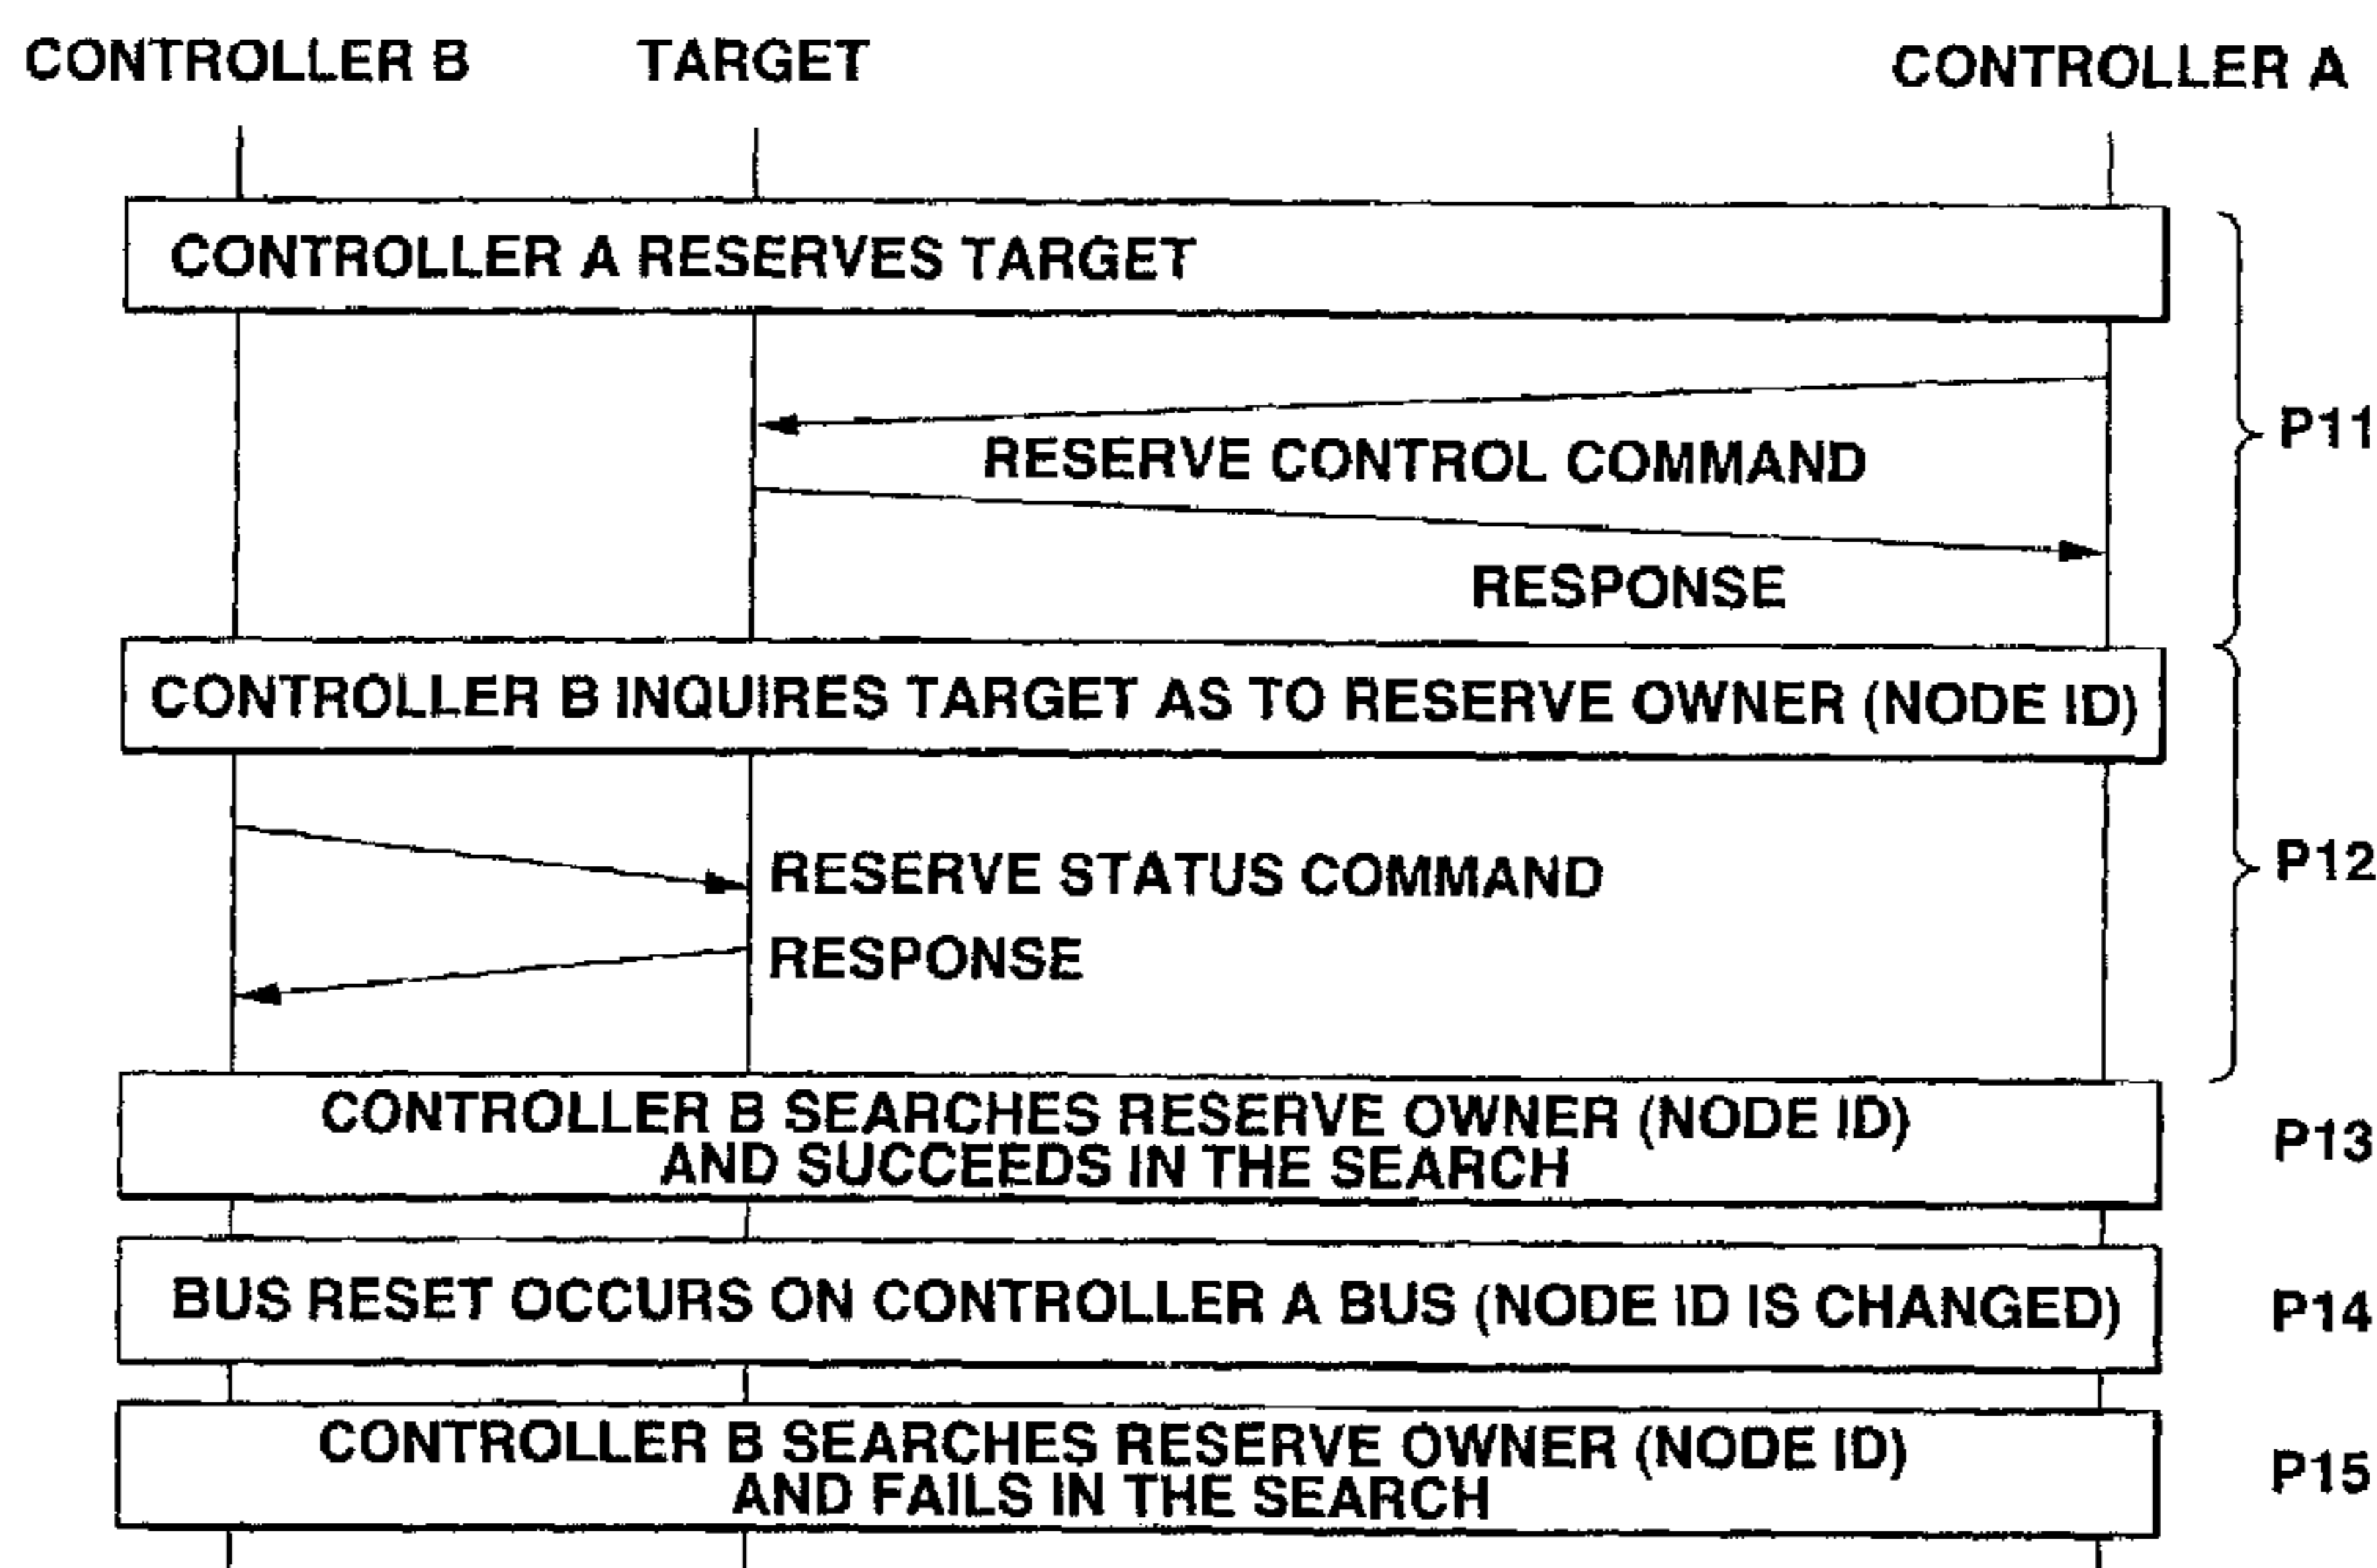 CONTROLLER B TARGET CONTROLLER A
CONTROLLER A RESERVES TARGET
RESERVE CONTROL COMMAND
P11
RESPONSE
CONTROLLER B INQUIRES TARGET AS TO RESERVE OWNER (NODE ID)
RESERVE STATUS COMMAND
P12
RESPONSE
CONTROLLER B SEARCHES RESERVE OWNER (NODE ID)
AND SUCCEEDS IN THE SEARCH
P13
BUS RESET OCCURS ON CONTROLLER A BUS (NODE ID IS CHANGED)
P14
CONTROLLER B SEARCHES RESERVE OWNER (NODE ID)
AND FAILS IN THE SEARCH
P15